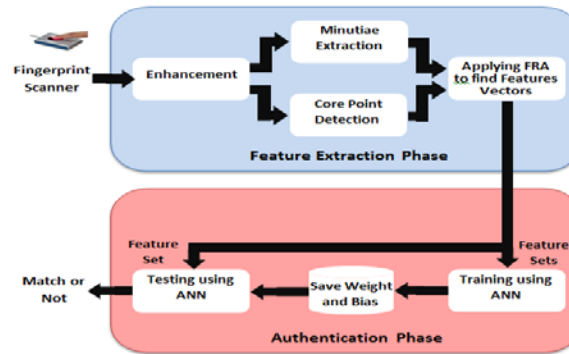 Fingerprint
Scanner
Enhancement
Minutiae
Extraction
Core Point
Detection
Applying FRA
to find Features
Vectors
Feature Extraction Phase
Feature
Set
Feature
Sets
Match or
Not
Testing using
ANN
Save Weight
and Bias
Training using
ANN
Authentication Phase